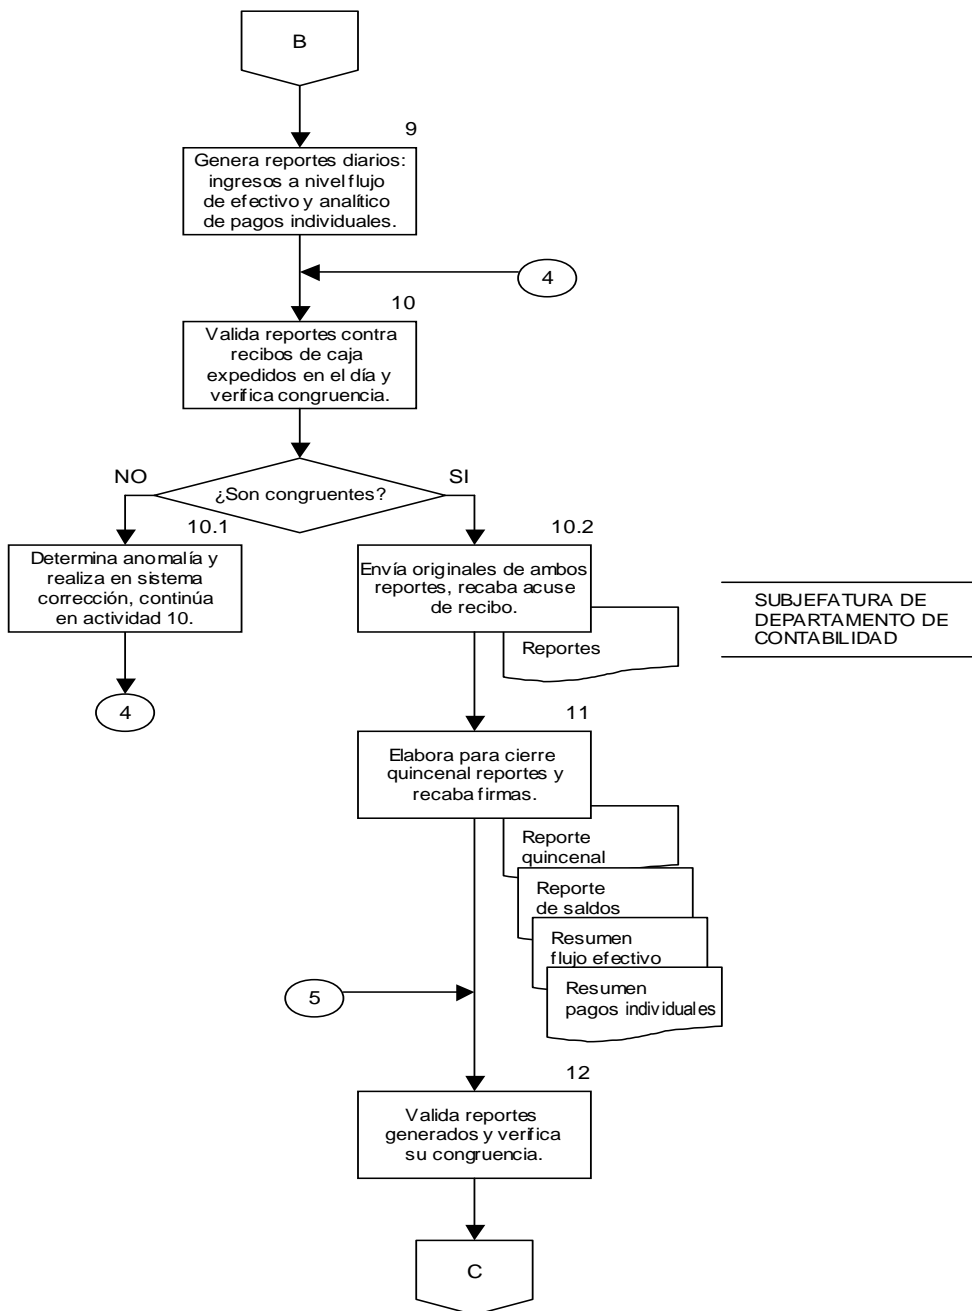 B
9
Genera reportes diarios:
ingresos a nivel flujo
de efectivo y analítico
de pagos individuales.
4
10
Valida reportes contra
recibos de caja
expedidos en el día y
verifica congruencia.
NO
¿Son congruentes?
SI
10.1
Determina anomalía y
realiza en sistema
corrección, continúa
en actividad 10.
4
10.2
Envía originales de ambos
reportes, recaba acuse
de recibo.
Reportes
SUBJEFATURA DE
DEPARTAMENTO DE
CONTABILIDAD
11
Elabora para cierre
quincenal reportes y
recaba firmas.
Reporte
quincenal
Reporte
de saldos
Resumen
flujo efectivo
Resumen
pagos individuales
5
12
Valida reportes
generados y verifica
su congruencia.
C